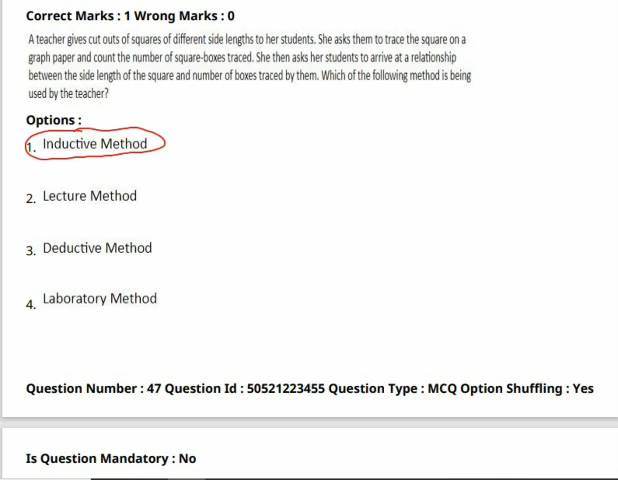 Correct Marks : 1 Wrong Marks : 0
A teacher gives cut outs of squares of different side lengths to her students. She asks them to trace the square on a
graph paper and count the number of square-boxes traced. She then asks her students to arrive at a relationship
between the side length of the square and number of boxes traced by them. Which of the following method is being
used by the teacher?
Options :
1. Inductive Method
2. Lecture Method
3. Deductive Method
4. Laboratory Method
Question Number : 47 Question Id : 50521223455 Question Type : MCQ Option Shuffling : Yes
Is Question Mandatory : No